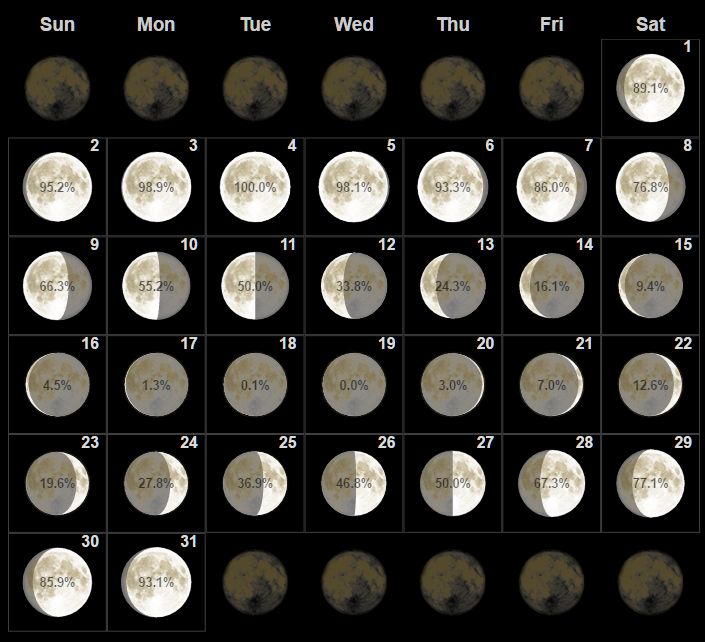 Sun Mon Tue Wed Thu Fri Sat
1
89.1%
2 3 4 5 6 7 8
95.2% 98.9% 100.0% 98.1% 93.3% 86.0% 76.8%
9 10 11 12 13 14 15
66.3% 55.2% 50.0% 33.8% 24.3% 16.1% 9.4%
16 17 18 19 20 21 22
4.5% 1.3% 0.1% 0.0% 3.0% 7.0% 12.6%
23 24 25 26 27 28 29
19.6% 27.8% 36.9% 46.8% 50.0% 67.3% 77.1%
30 31
85.9% 93.1%